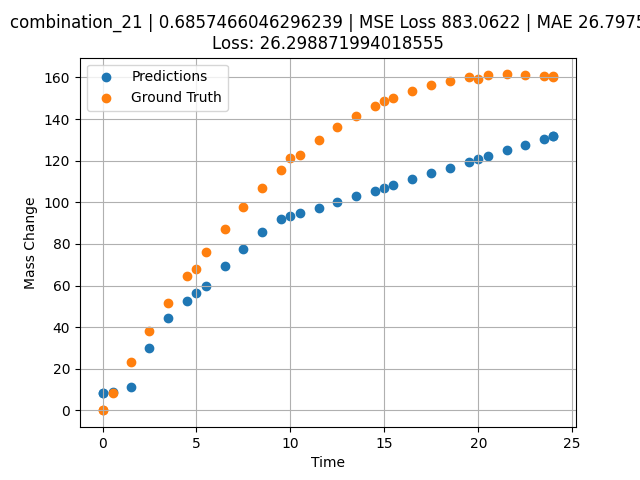 combination_21 | 0.6857466046296239 | MSE Loss 883.0622 | MAE 26.7975
Loss: 26.298871994018555
Predictions
Ground Truth
160
140
120
100
80
60
40
20
0
Mass Change
0 5 10 15 20 25
Time